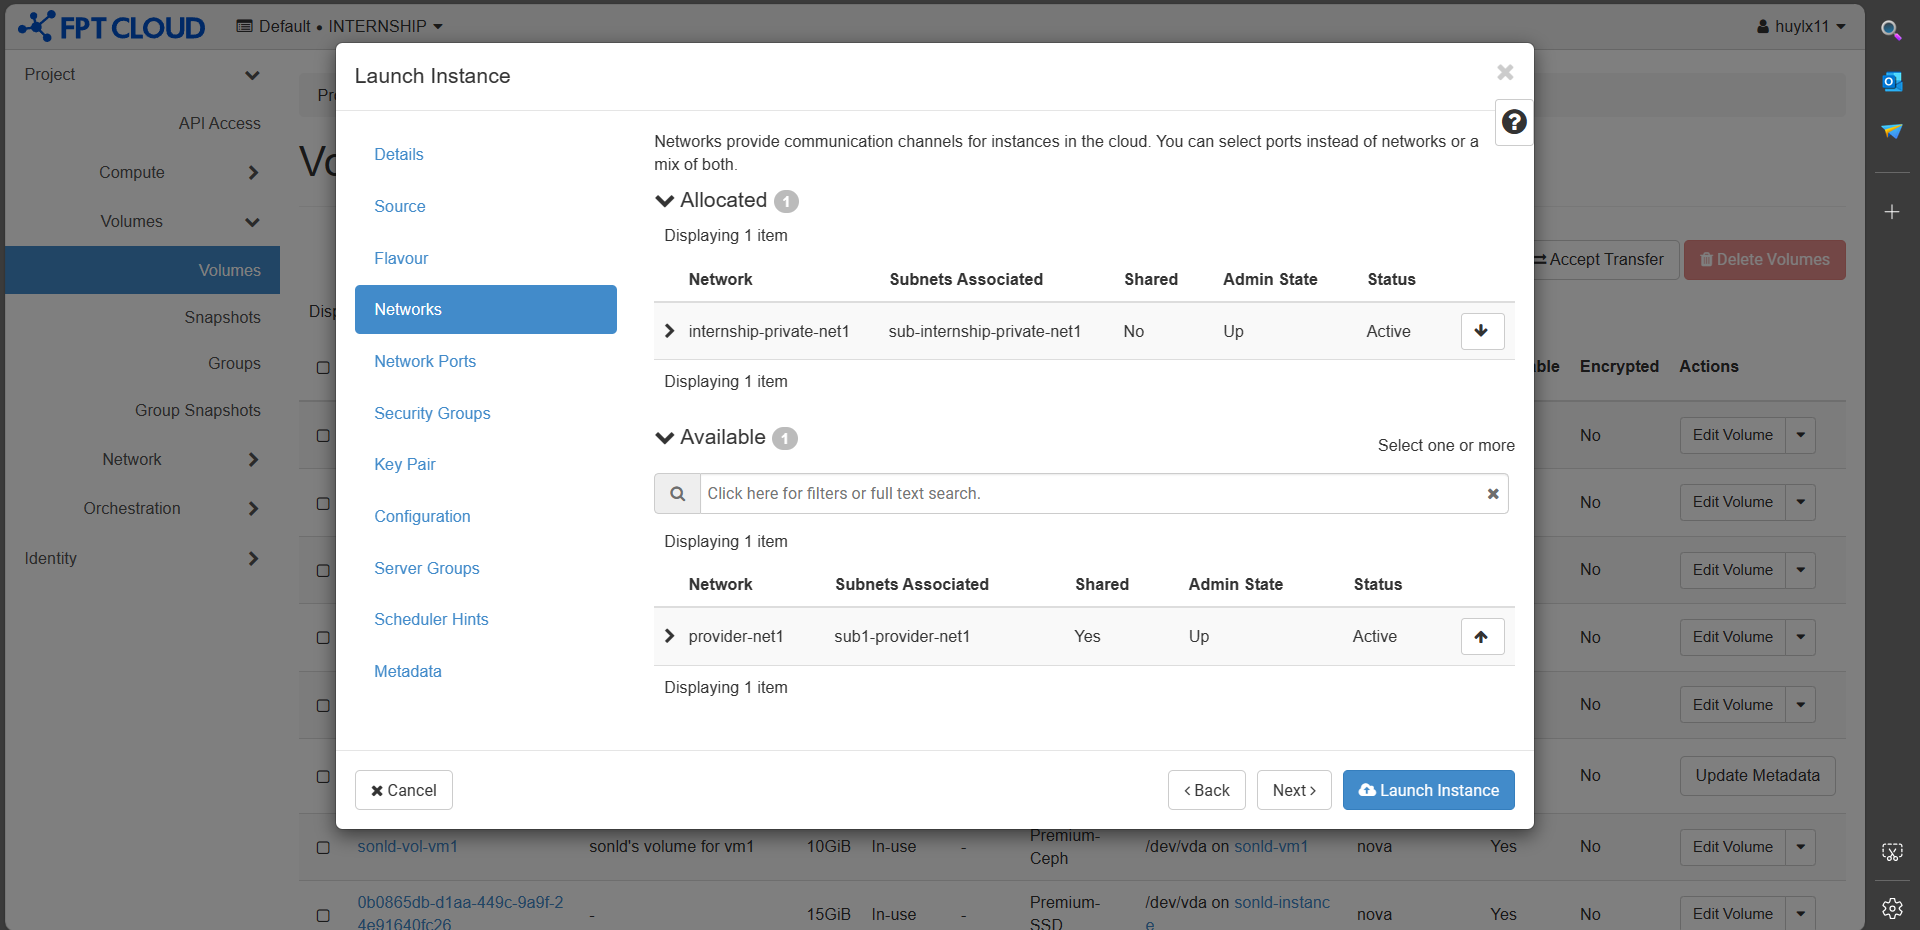 FPT CLOUD
Default • INTERNSHIP
huylx11
Project
API Access
Compute
Volumes
Volumes
Snapshots
Groups
Group Snapshots
Network
Orchestration
Identity
Launch Instance
Details
Source
Flavour
Networks
Network Ports
Security Groups
Key Pair
Configuration
Server Groups
Scheduler Hints
Metadata
Networks provide communication channels for instances in the cloud. You can select ports instead of networks or a
mix of both.
Allocated 1
Displaying 1 item
Network Subnets Associated Shared Admin State Status
internship-private-net1 sub-internship-private-net1 No Up Active
Displaying 1 item
Available 1
Select one or more
Click here for filters or full text search.
Displaying 1 item
Network Subnets Associated Shared Admin State Status
provider-net1 sub1-provider-net1 Yes Up Active
Displaying 1 item
Cancel
Back
Next
Launch Instance
Accept Transfer
Delete Volumes
Encrypted Actions
No Edit Volume
No Edit Volume
No Edit Volume
No Edit Volume
No Edit Volume
No Update Metadata
sonld-vol-vm1 sonld's volume for vm1 10GiB In-use - Premium-
Ceph /dev/vda on sonld-vm1 nova Yes No Edit Volume
0b0865db-d1aa-449c-9a9f-2
4e91640fc26 - 15GiB In-use - Premium-
SSD /dev/vda on sonld-instanc
e nova Yes No Edit Volume